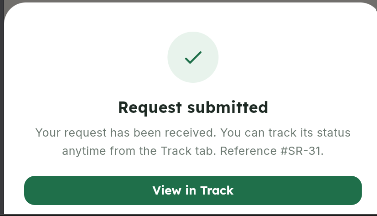 Request submitted
Your request has been received. You can track its status
anytime from the Track tab. Reference #SR-31.
View in Track